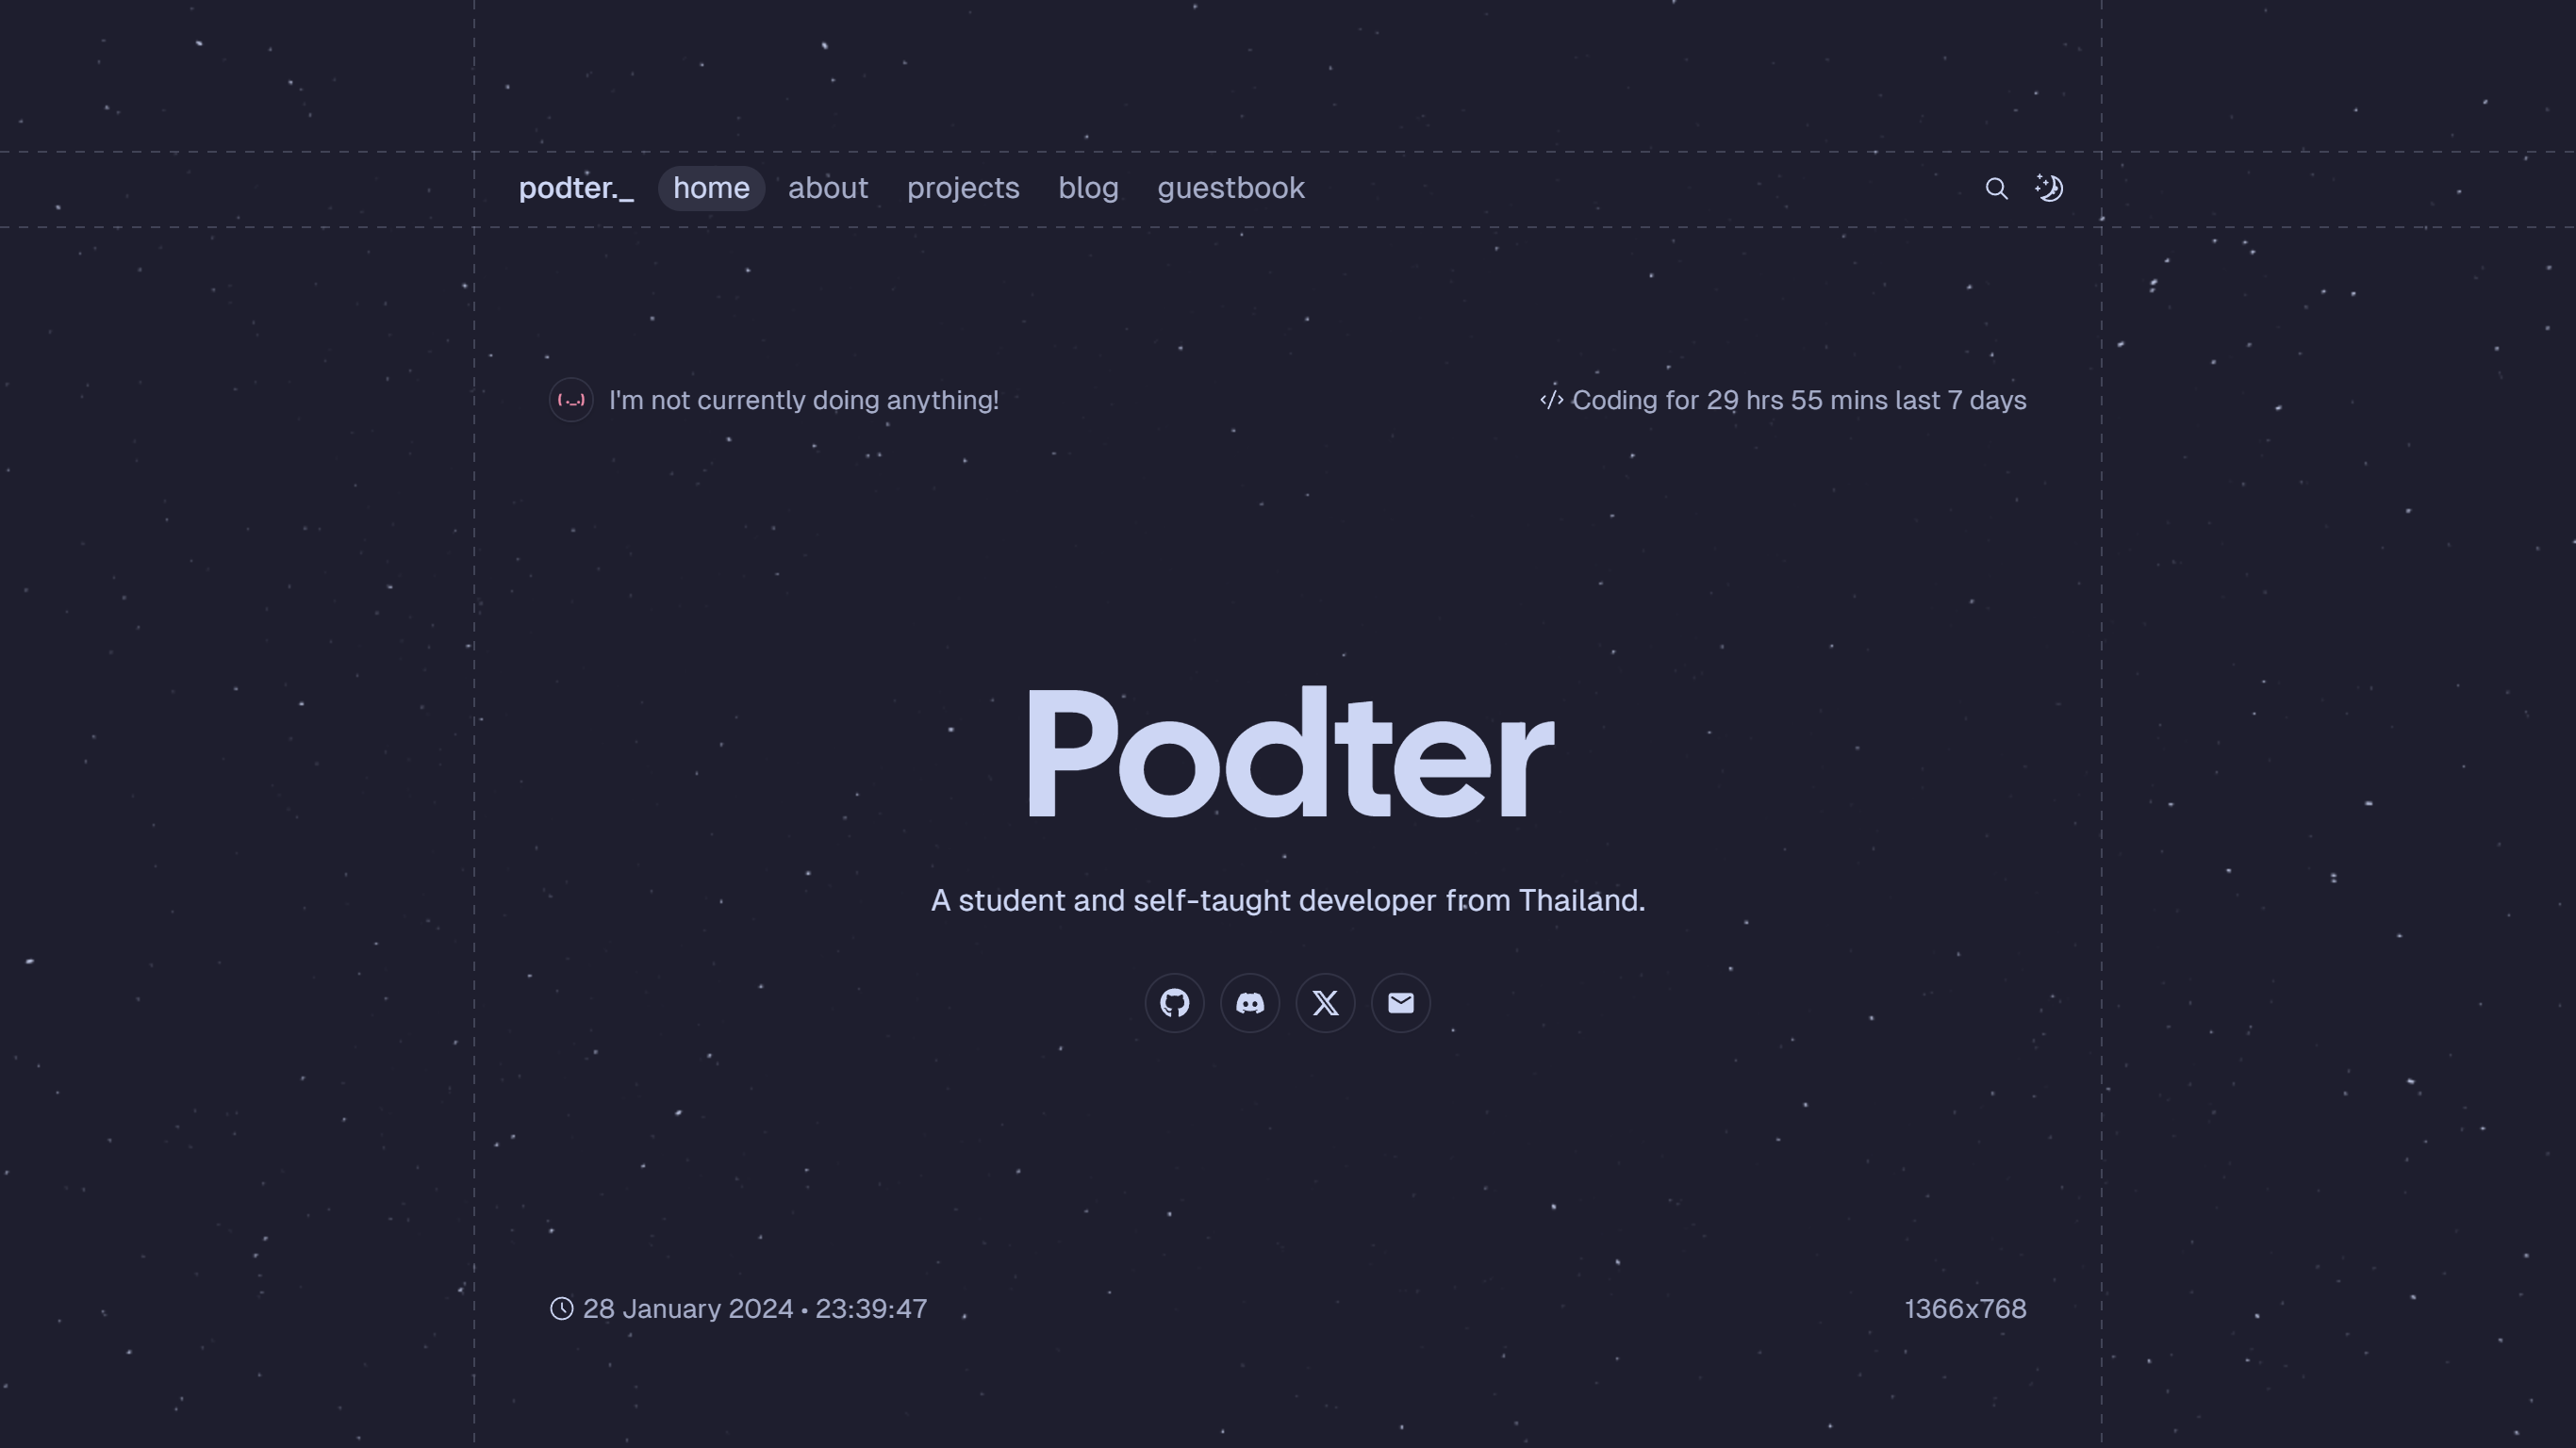 podter._ home about projects blog guestbook
(._.) I'm not currently doing anything!
</> Coding for 29 hrs 55 mins last 7 days
Podter
A student and self-taught developer from Thailand.
28 January 2024 • 23:39:47
1366x768